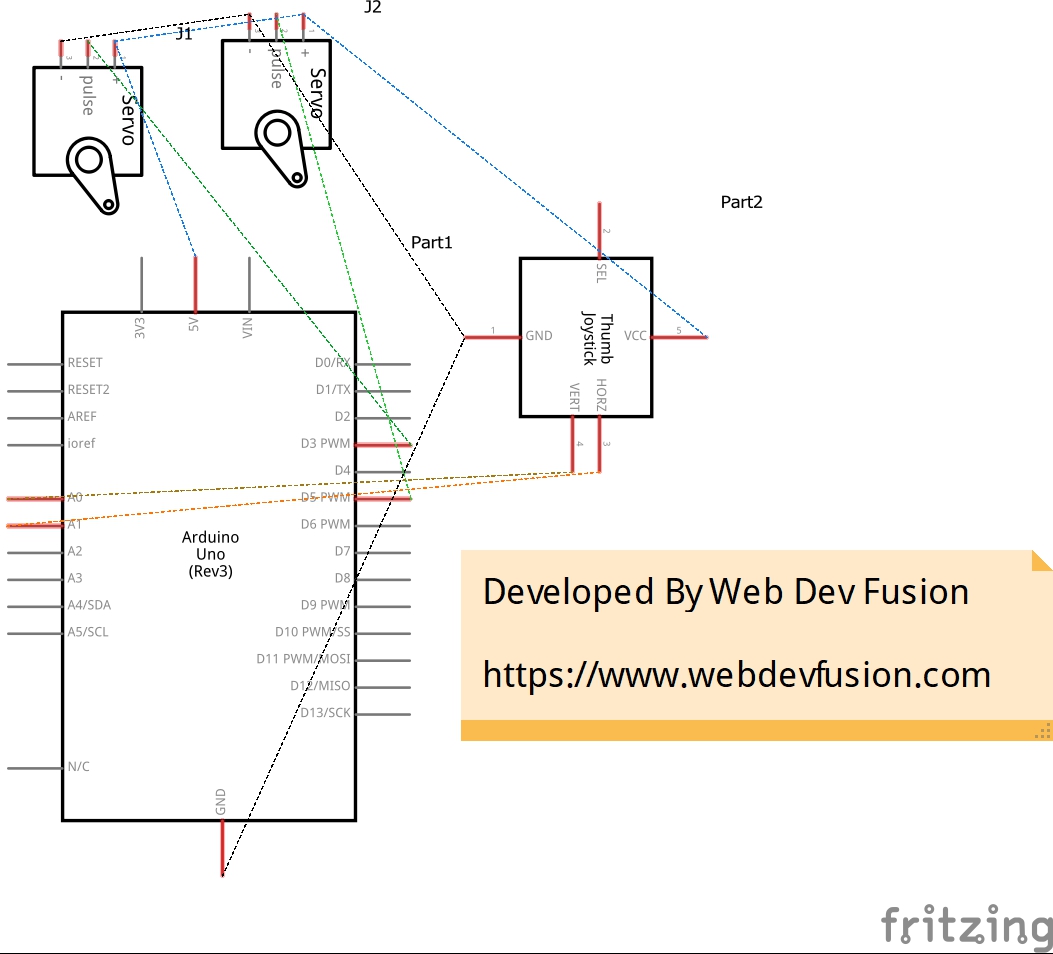 J2
J1
3
2
1
-
pulse
+
Servo
3
2
1
-
pulse
+
Servo
Part2
Part1
2
SEL
1
GND
Thumb
Joystick
VCC
5
VERT
HORZ
4
3
3V3
5V
VIN
RESET
D0/RX
RESET2
D1/TX
AREF
D2
ioref
D3 PWM
D4
A0
D5 PWM
A1
D6 PWM
Arduino
Uno
(Rev3)
A2
D7
A3
D8
A4/SDA
D9 PWM
A5/SCL
D10 PWM/SS
D11 PWM/MOSI
D12/MISO
D13/SCK
N/C
GND
Developed By Web Dev Fusion
https://www.webdevfusion.com
fritzing